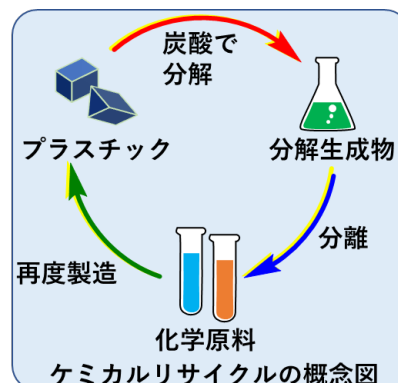 炭酸で
分解
プラスチック
分解生成物
分離
再度製造
化学原料
ケミカルリサイクルの概念図